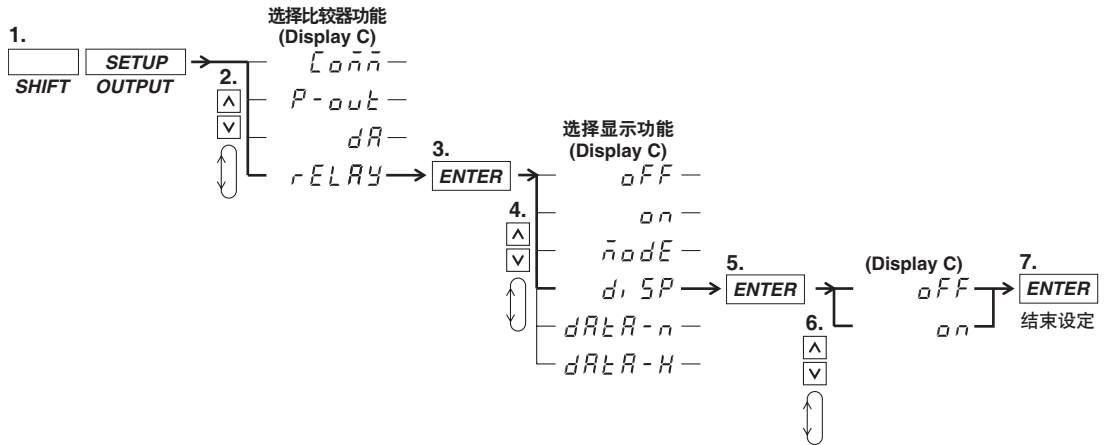 选择比较器功能
(Display C)
1.
SETUP
SHIFT OUTPUT
2.
Comm
P-out
dA
rELAY
3.
ENTER
选择显示功能
(Display C)
4.
oFF
on
modE
diSP
dAtA-n
dAtA-H
5.
ENTER
(Display C)
6.
oFF
on
7.
ENTER
结束设定